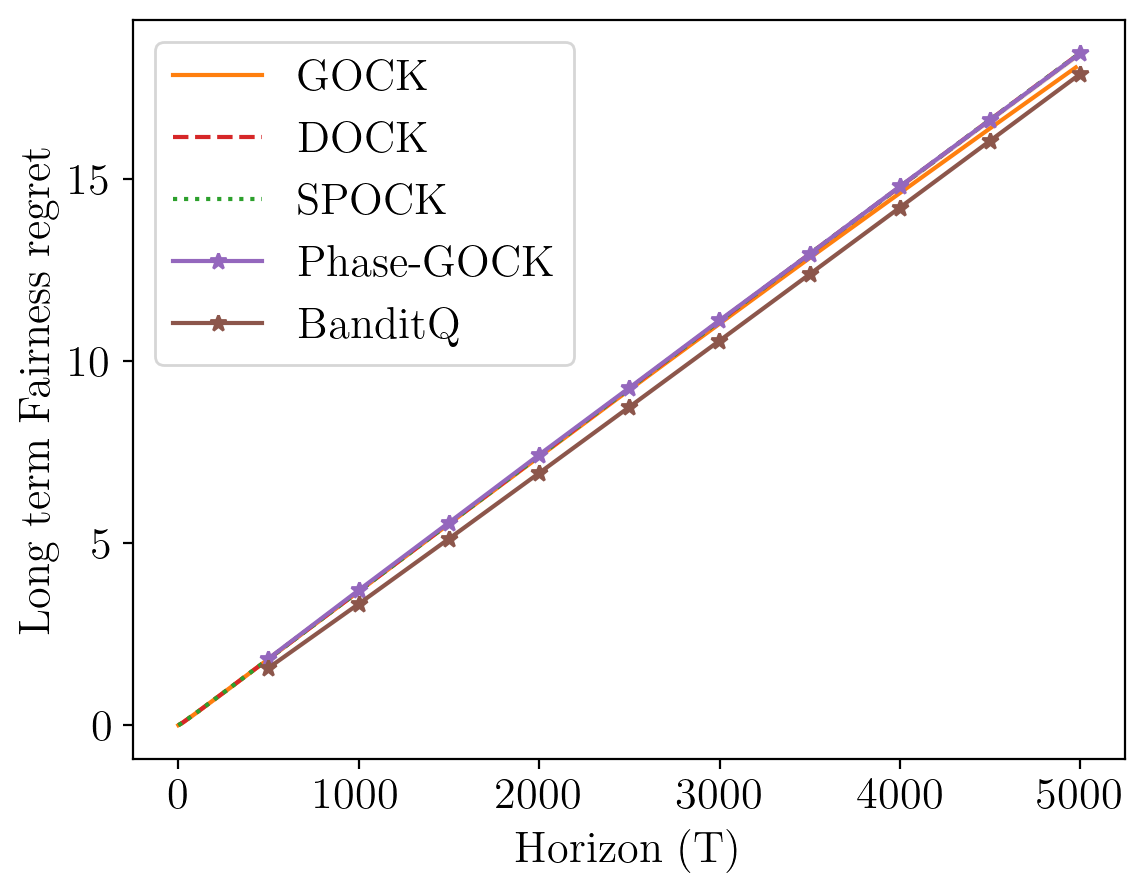 GOCK
DOCK
SPOCK
Phase-GOCK
BanditQ
Long term Fairness regret
15
10
5
0
0 1000 2000 3000 4000 5000
Horizon (T)